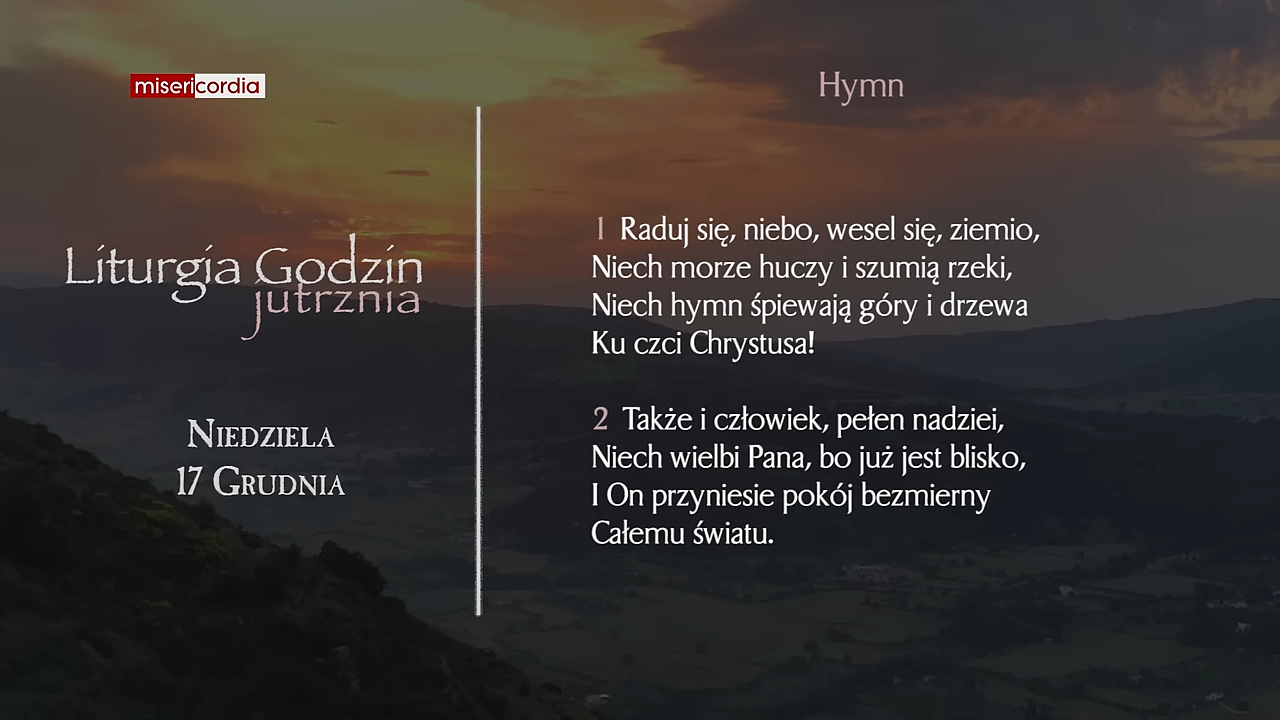 misericordia
Liturgia Godzin
jutrznia
Niedziela
17 Grudnia
Hymn
1 Raduj się, niebo, wesel się, ziemio,
Niech morze huczy i szumią rzeki,
Niech hymn śpiewają góry i drzewa
Ku czci Chrystusa!
2 Także i człowiek, pełen nadziei,
Niech wielbi Pana, bo już jest blisko,
I On przyniesie pokój bezmierny
Całemu światu.